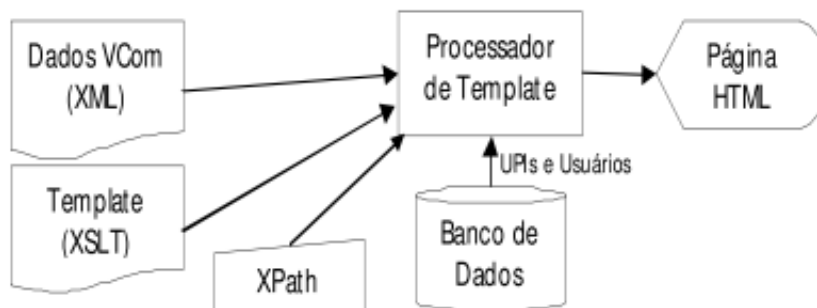 Dados VCom
(XML)
Processador
de Template
Página
HTML
UPIs e Usuários
Template
(XSLT)
XPath
Banco de
Dados